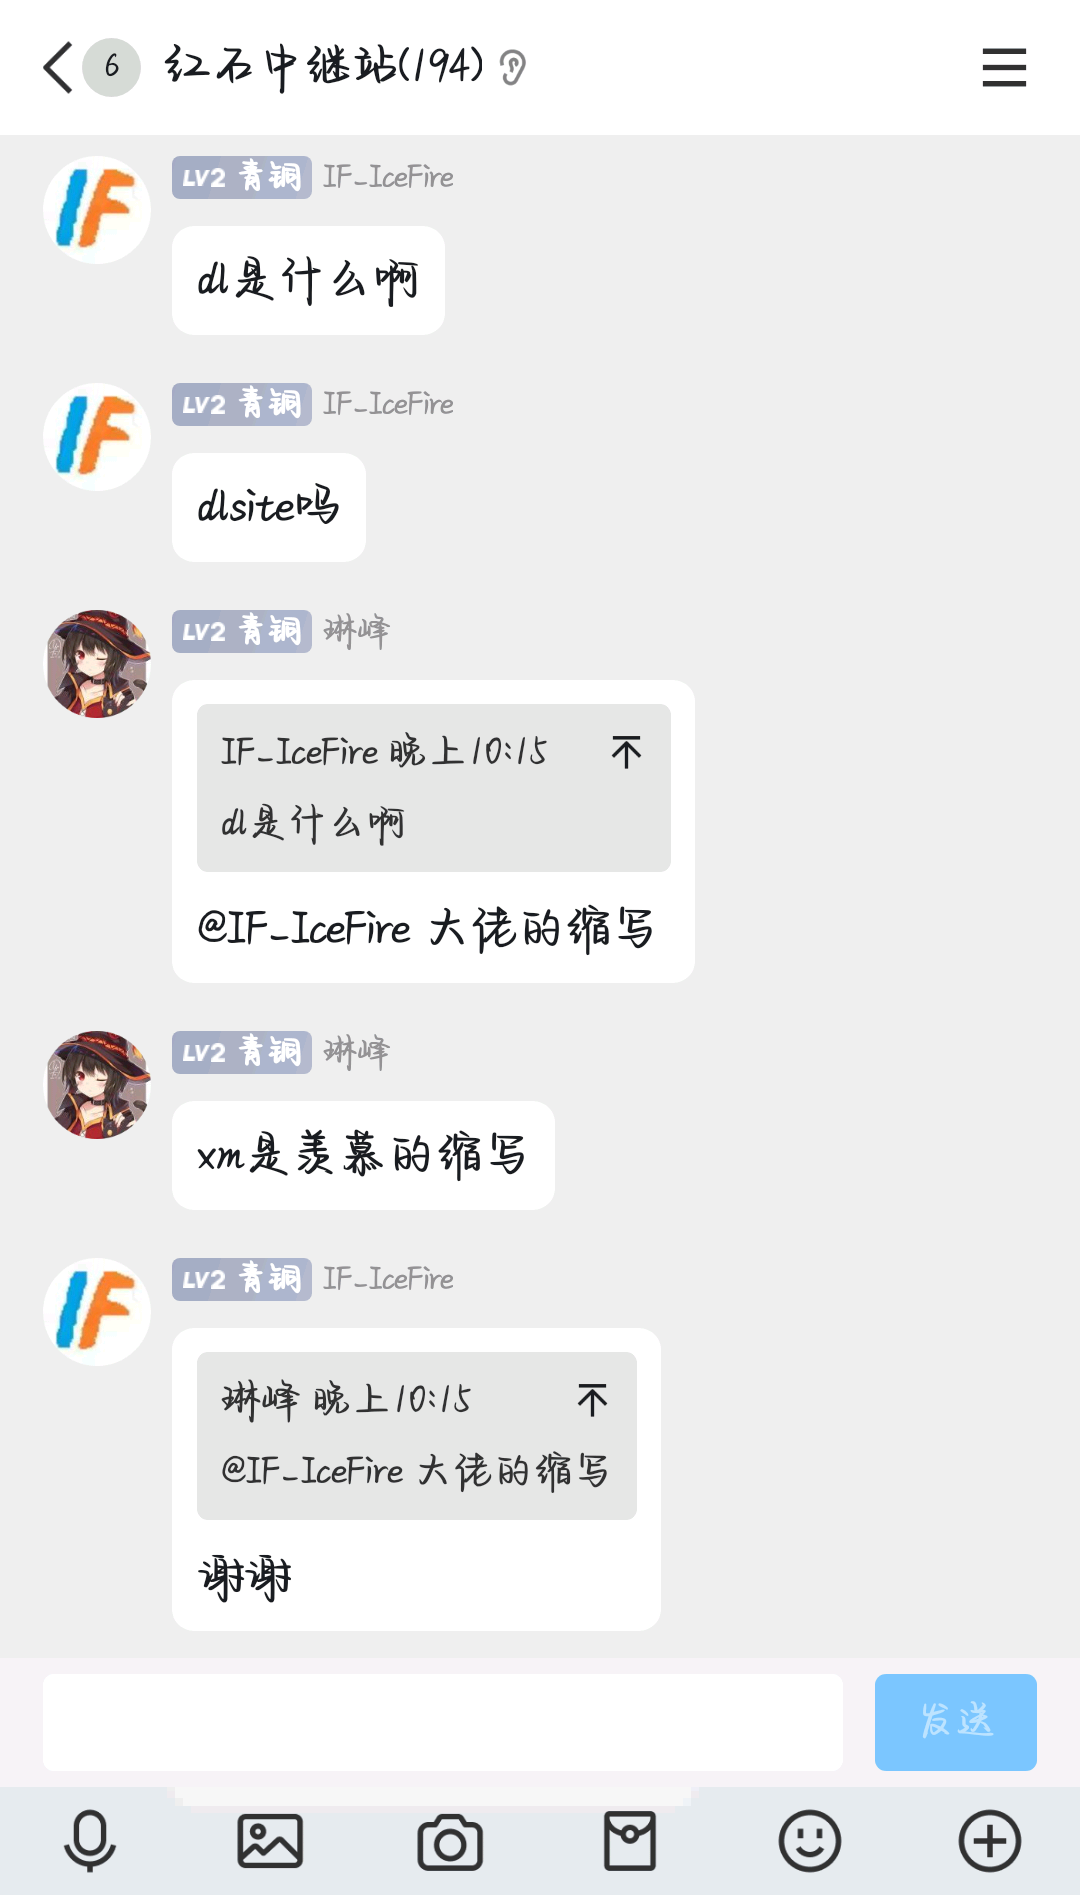 6 红石中继站(194)
LV2 青铜 IF_IceFire
dl是什么啊
LV2 青铜 IF_IceFire
dlsite吗
LV2 青铜 琳峰
IF_IceFire 晚上10:15
dl是什么啊
@IF_IceFire 大佬的缩写
LV2 青铜 琳峰
xm是羡慕的缩写
LV2 青铜 IF_IceFire
琳峰 晚上10:15
@IF_IceFire 大佬的缩写
谢谢
发送